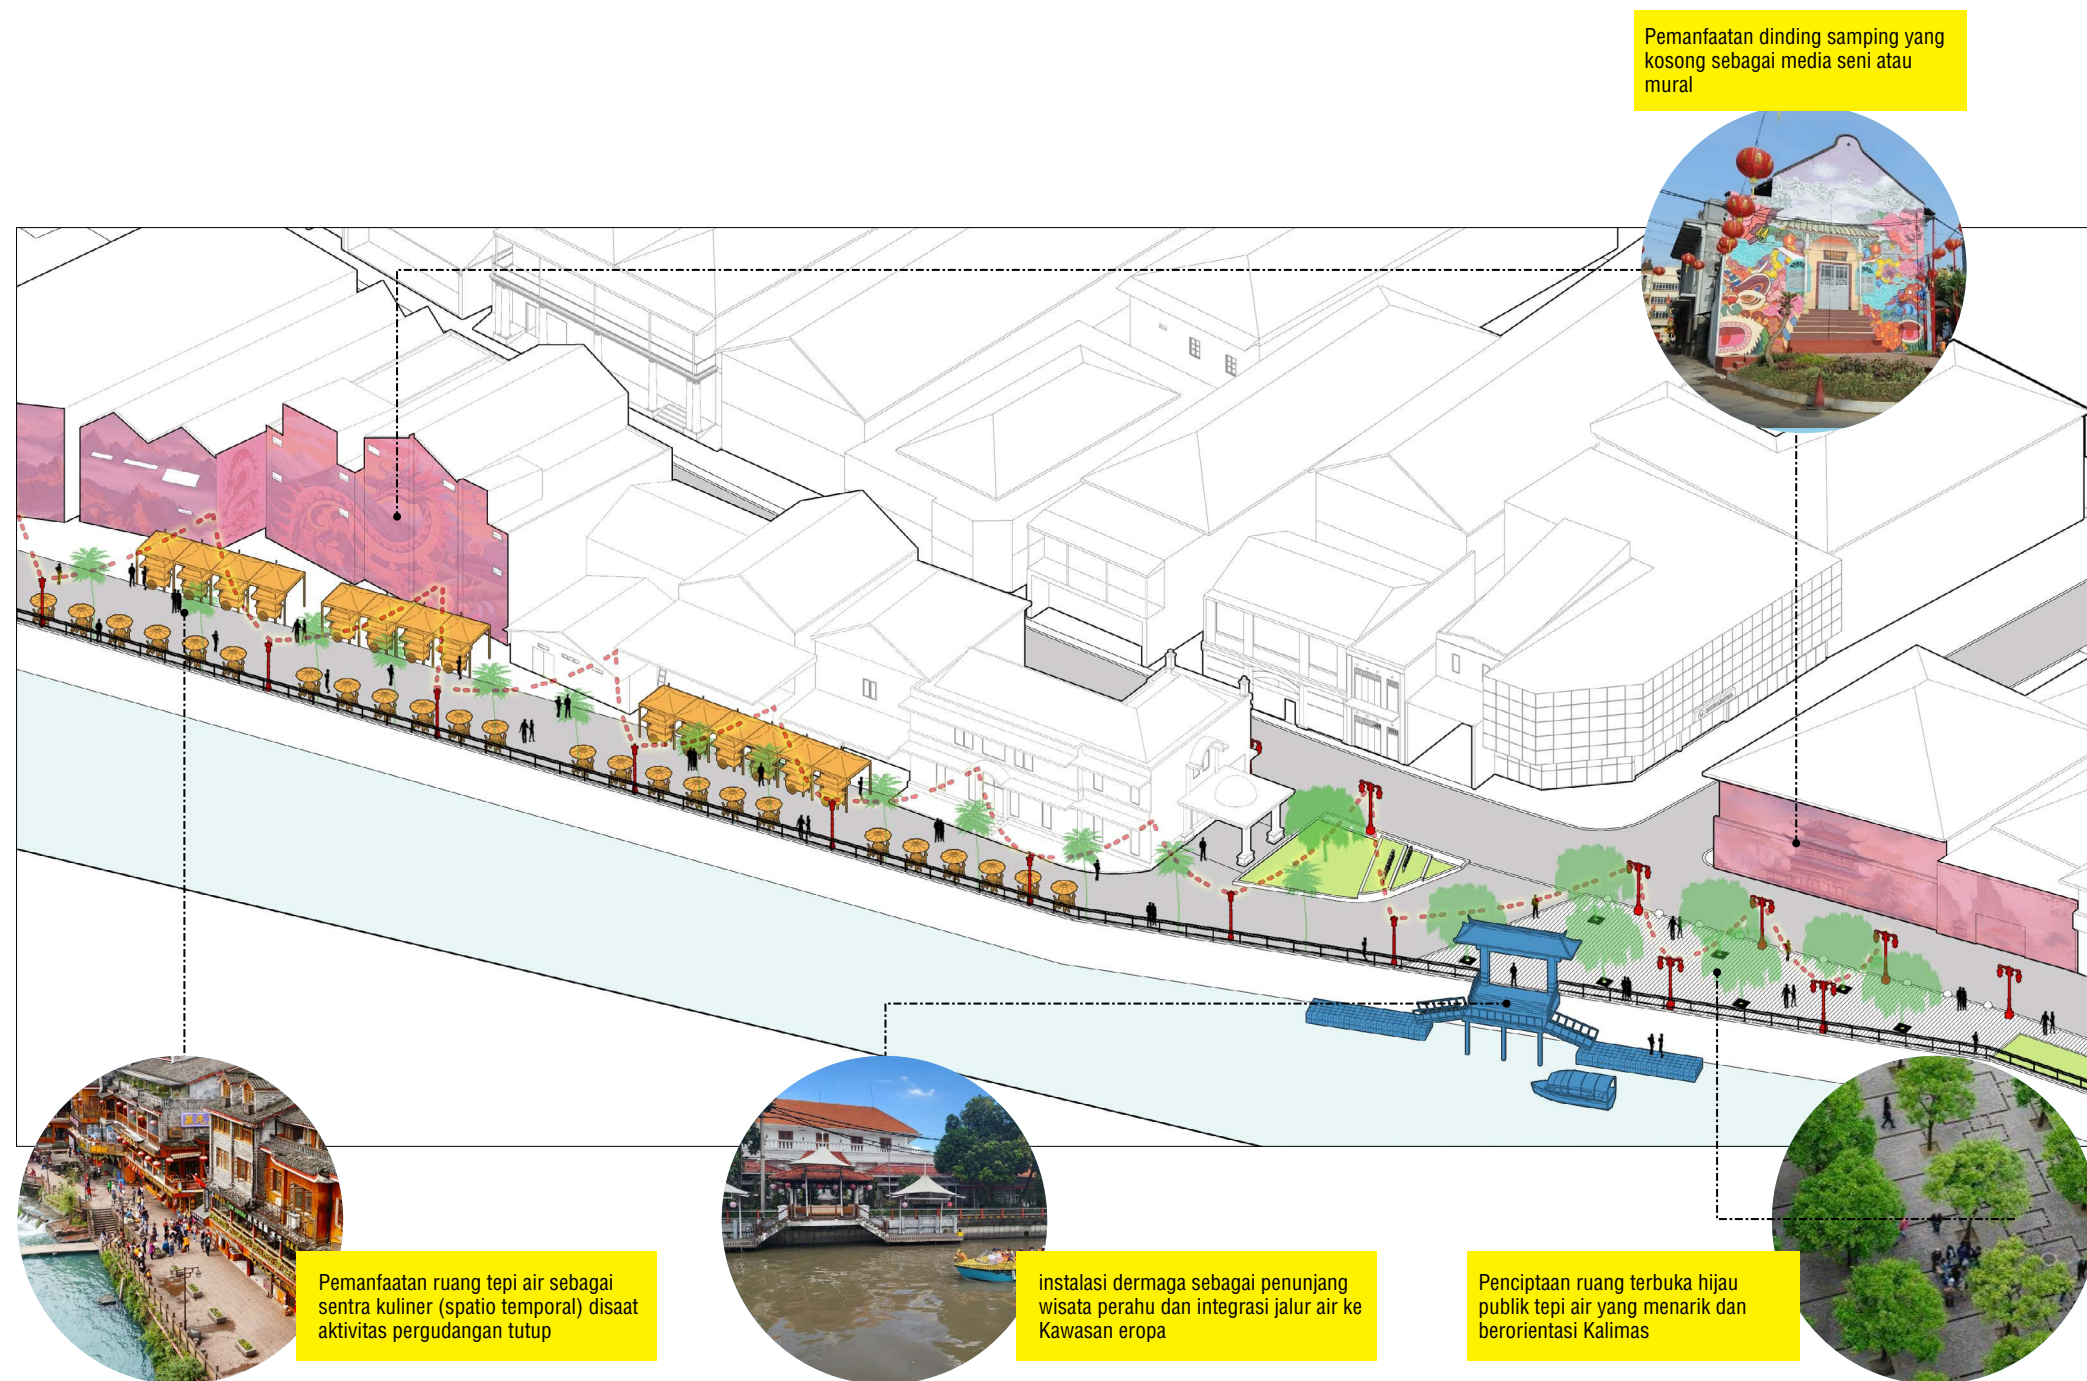 Pemanfaatan dinding samping yang
kosong sebagai media seni atau
mural
Pemanfaatan ruang tepi air sebagai
sentra kuliner (spatio temporal) disaat
aktivitas pergudangan tutup
instalasi dermaga sebagai penunjang
wisata perahu dan integrasi jalur air ke
Kawasan eropa
Penciptaan ruang terbuka hijau
publik tepi air yang menarik dan
berorientasi Kalimas